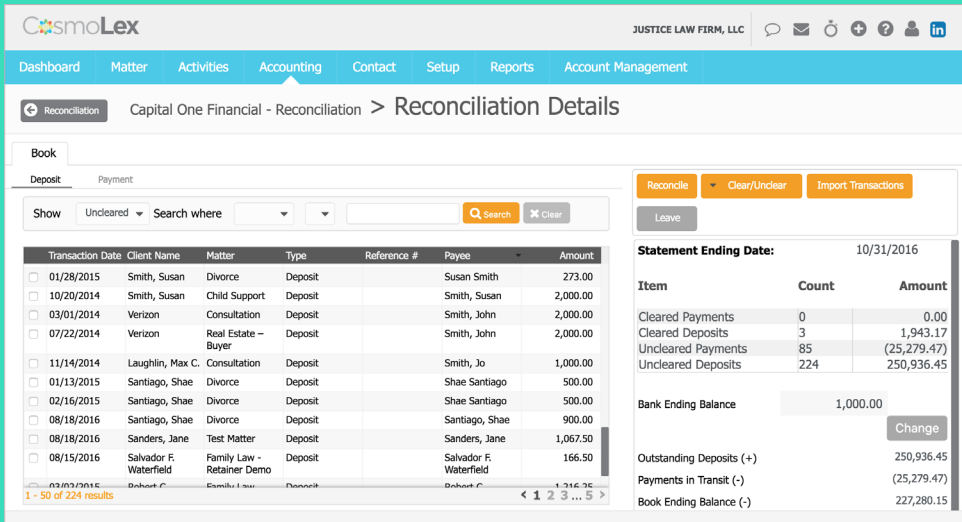 CosmoLex
JUSTICE LAW FIRM, LLC
Dashboard Matter Activities Accounting Contact Setup Reports Account Management
Reconciliation Capital One Financial - Reconciliation > Reconciliation Details
Book
Deposit Payment
Show Uncleared Search where Search Clear
Transaction Date Client Name Matter Type Reference # Payee Amount
01/28/2015 Smith, Susan Divorce Deposit Susan Smith 273.00
10/20/2014 Smith, Susan Child Support Deposit Smith, Susan 2,000.00
03/01/2014 Verizon Consultation Deposit Smith, John 2,000.00
07/22/2014 Verizon Real Estate – Deposit Smith, John 2,000.00
Buyer
11/14/2014 Laughlin, Max C. Consultation Deposit Smith, Jo 1,000.00
01/13/2015 Santiago, Shae Divorce Deposit Shae Santiago 500.00
02/16/2015 Santiago, Shae Divorce Deposit Shae Santiago 500.00
08/18/2016 Santiago, Shae Divorce Deposit Santiago, Shae 900.00
08/18/2016 Sanders, Jane Test Matter Deposit Sanders, Jane 1,067.50
08/15/2016 Salvador F. Family Law - Deposit Salvador F. 166.50
Waterfield Retainer Demo Waterfield
03/02/2015 Robert C Family Law Deposit Robert C 1,216.25
1 - 50 of 224 results
< 1 2 3 ... 5 >
Reconcile Clear/Unclear Import Transactions
Leave
Statement Ending Date: 10/31/2016
Item Count Amount
Cleared Payments 0 0.00
Cleared Deposits 3 1,943.17
Uncleared Payments 85 (25,279.47)
Uncleared Deposits 224 250,936.45
Bank Ending Balance 1,000.00
Change
Outstanding Deposits (+) 250,936.45
Payments in Transit (-) (25,279.47)
Book Ending Balance (-) 227,280.15